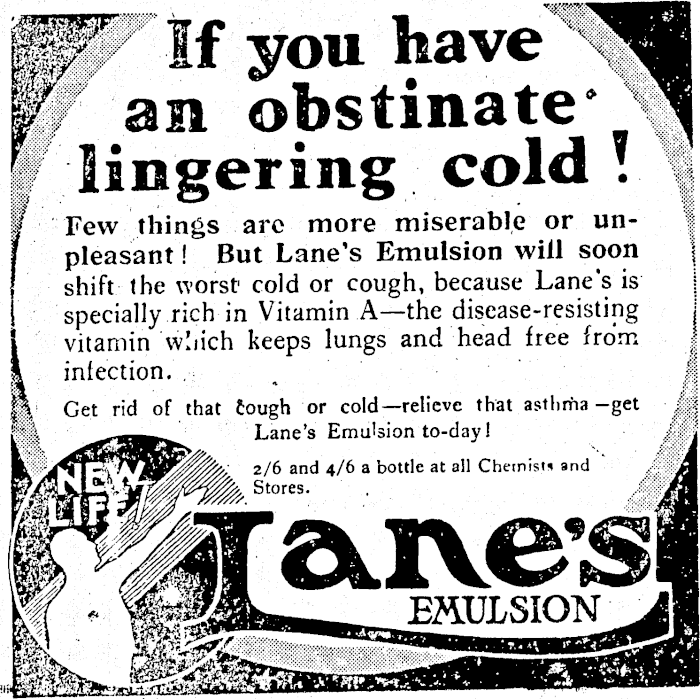 If you have
an obstinate
lingering cold!
Few things are more miserable or un-
pleasant! But Lane's Emulsion will soon
shift the worst cold or cough, because Lane's is
specially rich in Vitamin A—the disease-resisting
vitamin which keeps lungs and head free from
infection.
Get rid of that cough or cold—relieve that asthma—get
Lane's Emulsion to-day!
2/6 and 4/6 a bottle at all Chemists and
Stores.
NEW
LIFE!
Lane's
EMULSION